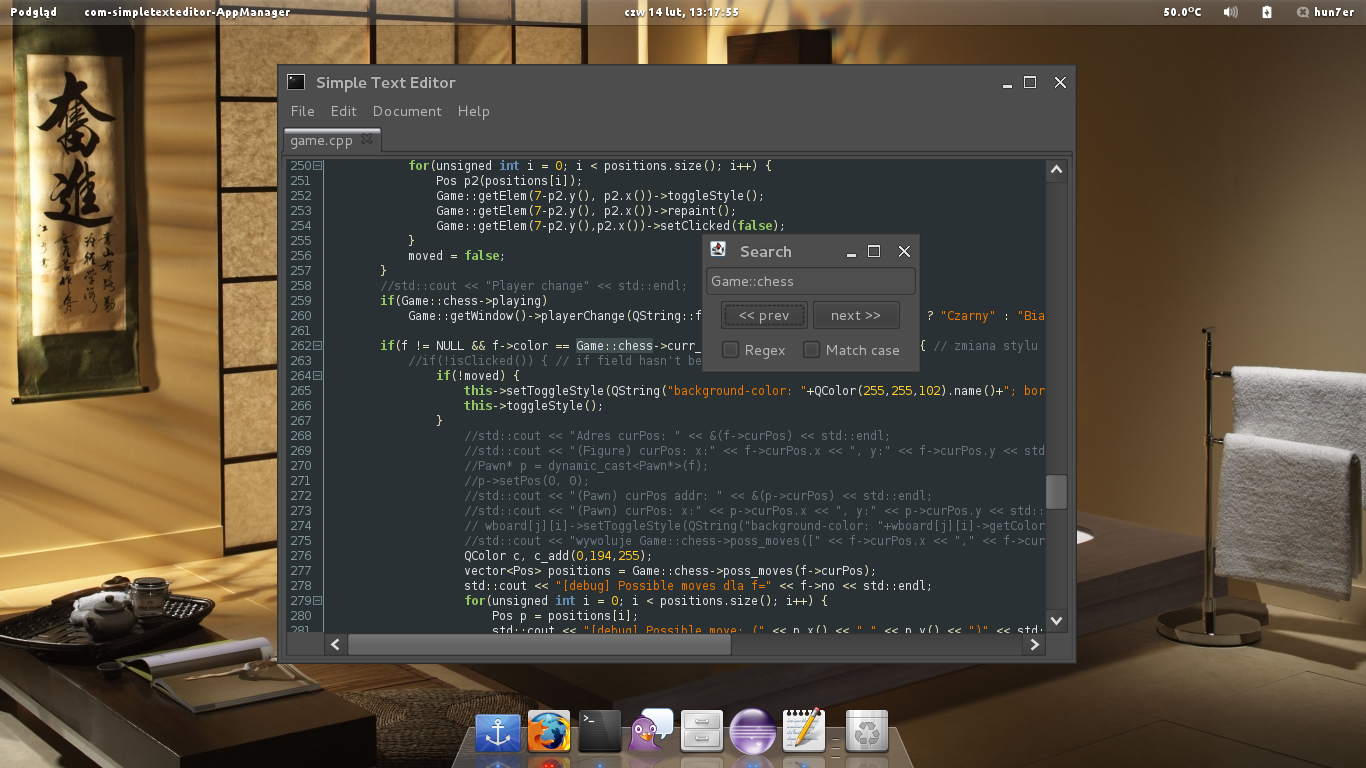 Podgląd com-simpletexteditor-AppManager czw 14 lut, 13:17:55 50.0°C hun7er
奮進
Simple Text Editor
File Edit Document Help
game.cpp
250 for(unsigned int i = 0; i < positions.size(); i++) {
251 Pos p2(positions[i]);
252 Game::getElem(7-p2.y(), p2.x())->toggleStyle();
253 Game::getElem(7-p2.y(), p2.x())->repaint();
254 Game::getElem(7-p2.y(),p2.x())->setClicked(false);
255 }
256 moved = false;
257 }
258 //std::cout << "Player change" << std::endl;
259 if(Game::chess->playing)
260 Game::getWindow()->playerChange(QString::f ? "Czarny" : "Bia
261
262 if(f != NULL && f->color == Game::chess->curr_ { // zmiana stylu
263 //if(!isClicked()) { // if field hasn't be
264 if(!moved) {
265 this->setToggleStyle(QString("background-color: "+QColor(255,255,102).name()+"; bor
266 this->toggleStyle();
267 }
268 //std::cout << "Adres curPos: " << &(f->curPos) << std::endl;
269 //std::cout << "(Figure) curPos: x:" << f->curPos.x << ", y:" << f->curPos.y << std
270 //Pawn* p = dynamic_cast<Pawn*>(f);
271 //p->setPos(0, 0);
272 //std::cout << "(Pawn) curPos addr: " << &(p->curPos) << std::endl;
273 //std::cout << "(Pawn) curPos: x:" << p->curPos.x << ", y:" << p->curPos.y << std::
274 // wboard[j][i]->setToggleStyle(QString("background-color: "+wboard[j][i]->getColor
275 //std::cout << "wywoluje Game::chess->poss_moves([" << f->curPos.x << "," << f->cur
276 QColor c, c_add(0,194,255);
277 vector<Pos> positions = Game::chess->poss_moves(f->curPos);
278 std::cout << "[debug] Possible moves dla f=" << f->no << std::endl;
279 for(unsigned int i = 0; i < positions.size(); i++) {
280 Pos p = positions[i];
281 std::cout << "[debug] Possible move: (" << p.x() << "," << p.y() << ")" << std:
Search
Game::chess
<< prev next >>
Regex Match case